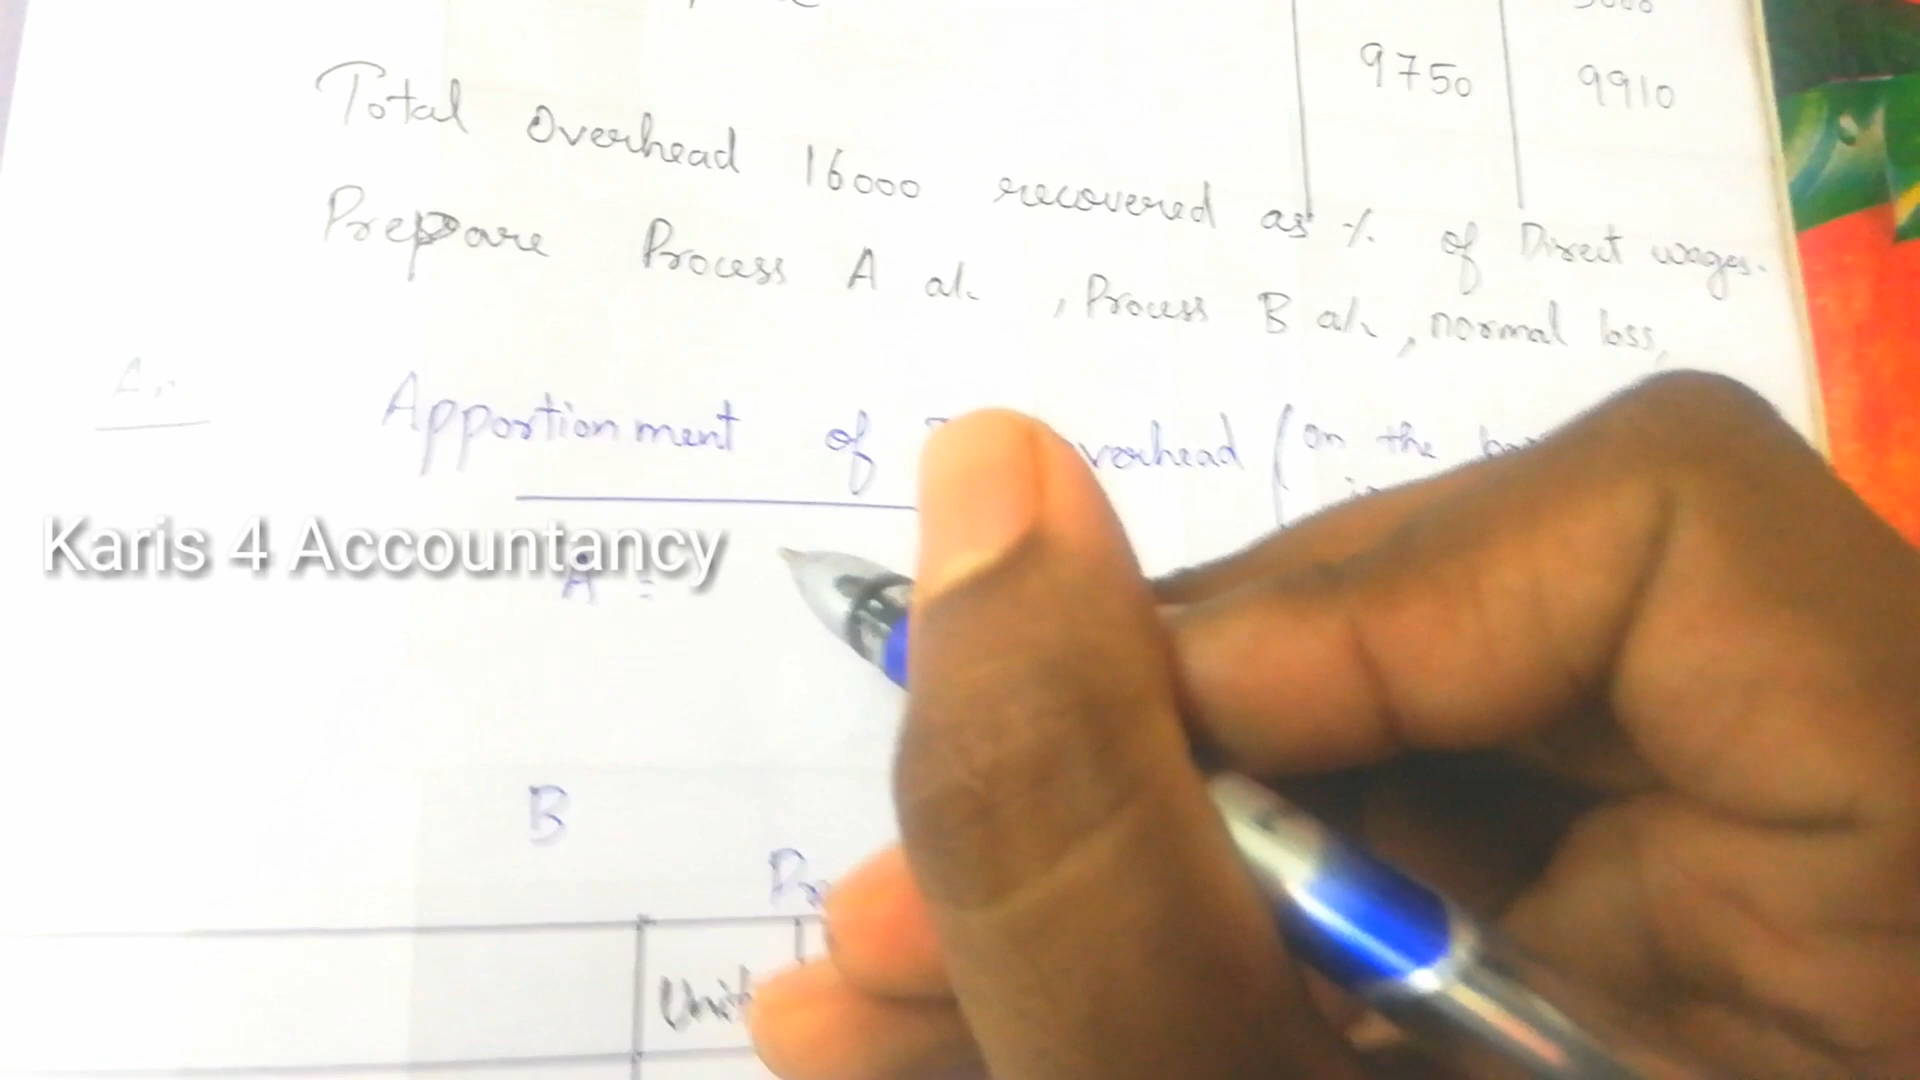 9750 9910
Total overhead 16000 recovered as % of Direct wages.
Prepare Process A a/c, Process B a/c, normal loss,
Apportionment of overhead (on the
Karis 4 Accountancy
A =
B
Unit